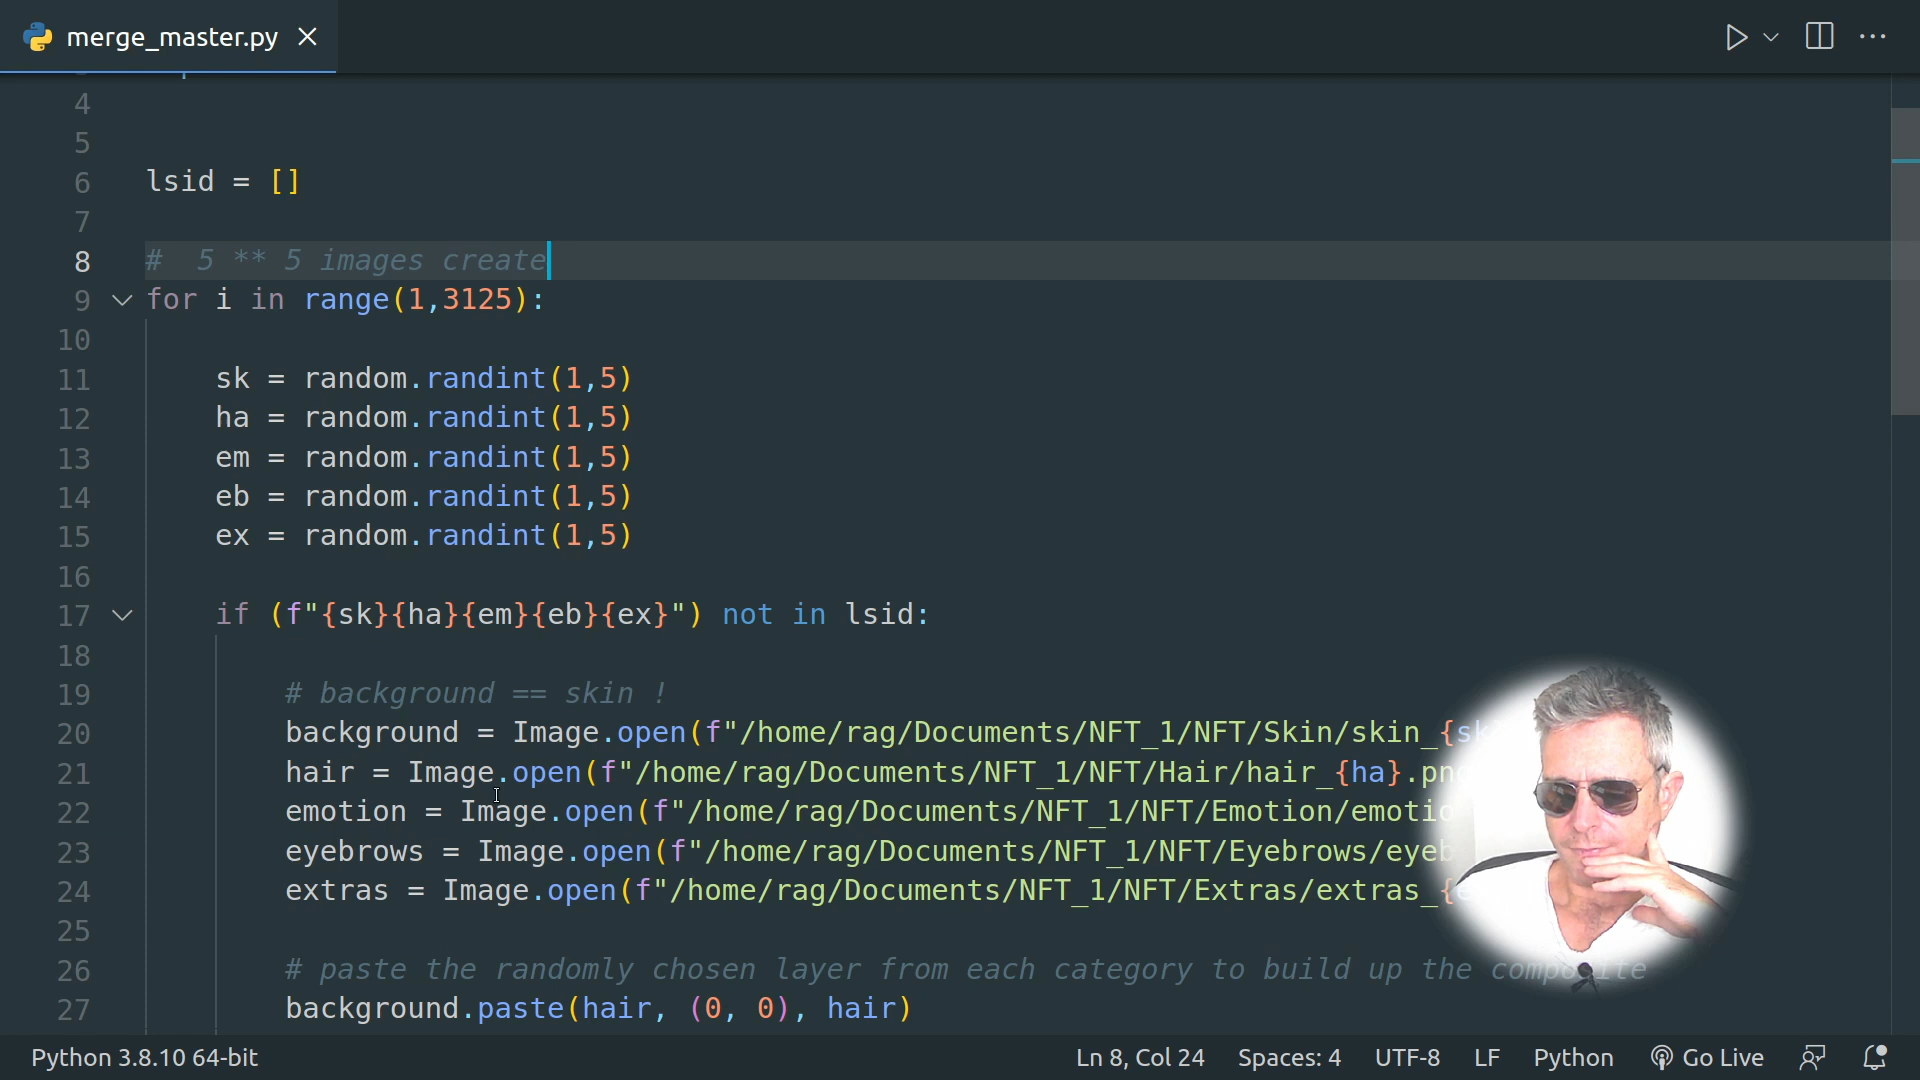 merge_master.py
4
5
6 lsid = []
7
8 #  5 ** 5 images create
9 for i in range(1,3125):
10
11 sk = random.randint(1,5)
12 ha = random.randint(1,5)
13 em = random.randint(1,5)
14 eb = random.randint(1,5)
15 ex = random.randint(1,5)
16
17 if (f"{sk}{ha}{em}{eb}{ex}") not in lsid:
18
19 # background == skin !
20 background = Image.open(f"/home/rag/Documents/NFT_1/NFT/Skin/skin_{sk
21 hair = Image.open(f"/home/rag/Documents/NFT_1/NFT/Hair/hair_{ha}.png
22 emotion = Image.open(f"/home/rag/Documents/NFT_1/NFT/Emotion/emotio
23 eyebrows = Image.open(f"/home/rag/Documents/NFT_1/NFT/Eyebrows/eyeb
24 extras = Image.open(f"/home/rag/Documents/NFT_1/NFT/Extras/extras_{
25
26 # paste the randomly chosen layer from each category to build up the composite
27 background.paste(hair, (0, 0), hair)
Python 3.8.10 64-bit
Ln 8, Col 24
Spaces: 4
UTF-8
LF
Python
Go Live